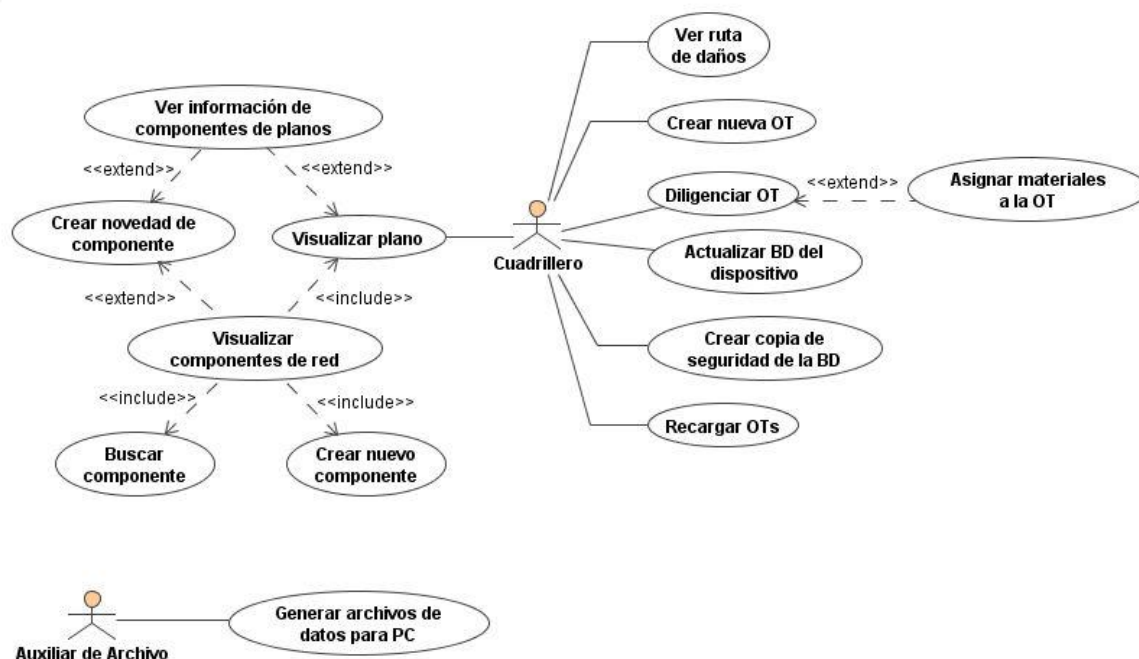 Ver ruta
de daños
Ver información de
componentes de planos
Crear nueva OT
<<extend>>
<<extend>>
Diligenciar OT
<<extend>>
Asignar materiales
a la OT
Crear novedad de
componente
Visualizar plano
Cuadrillero
Actualizar BD del
dispositivo
<<extend>>
<<include>>
Visualizar
componentes de red
Crear copia de
seguridad de la BD
<<include>>
<<include>>
Recargar OTs
Buscar
componente
Crear nuevo
componente
Generar archivos de
datos para PC
Auxiliar de Archivo